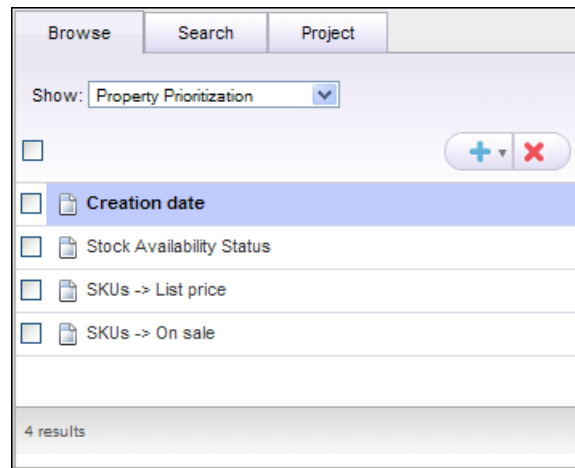 Browse Search Project
Show: Property Prioritization
Creation date
Stock Availability Status
SKUs -> List price
SKUs -> On sale
4 results